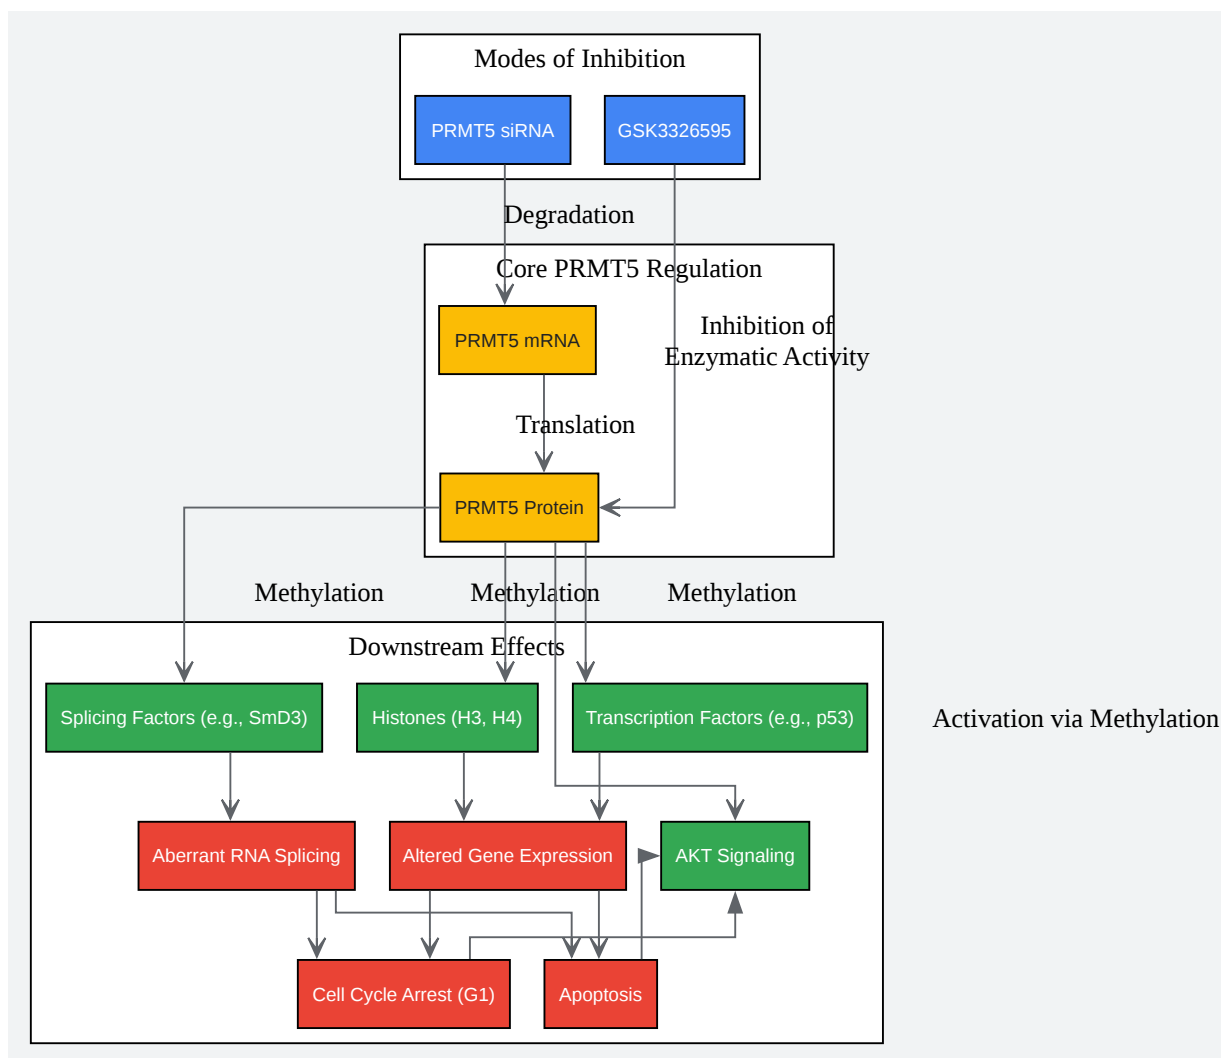 Modes of Inhibition
PRMT5 siRNA
GSK3326595
Degradation
Core PRMT5 Regulation
Inhibition of
Enzymatic Activity
PRMT5 mRNA
Translation
PRMT5 Protein
Methylation
Methylation
Methylation
Downstream Effects
Splicing Factors (e.g., SmD3)
Histones (H3, H4)
Transcription Factors (e.g., p53)
Activation via Methylation
Aberrant RNA Splicing
Altered Gene Expression
AKT Signaling
Cell Cycle Arrest (G1)
Apoptosis